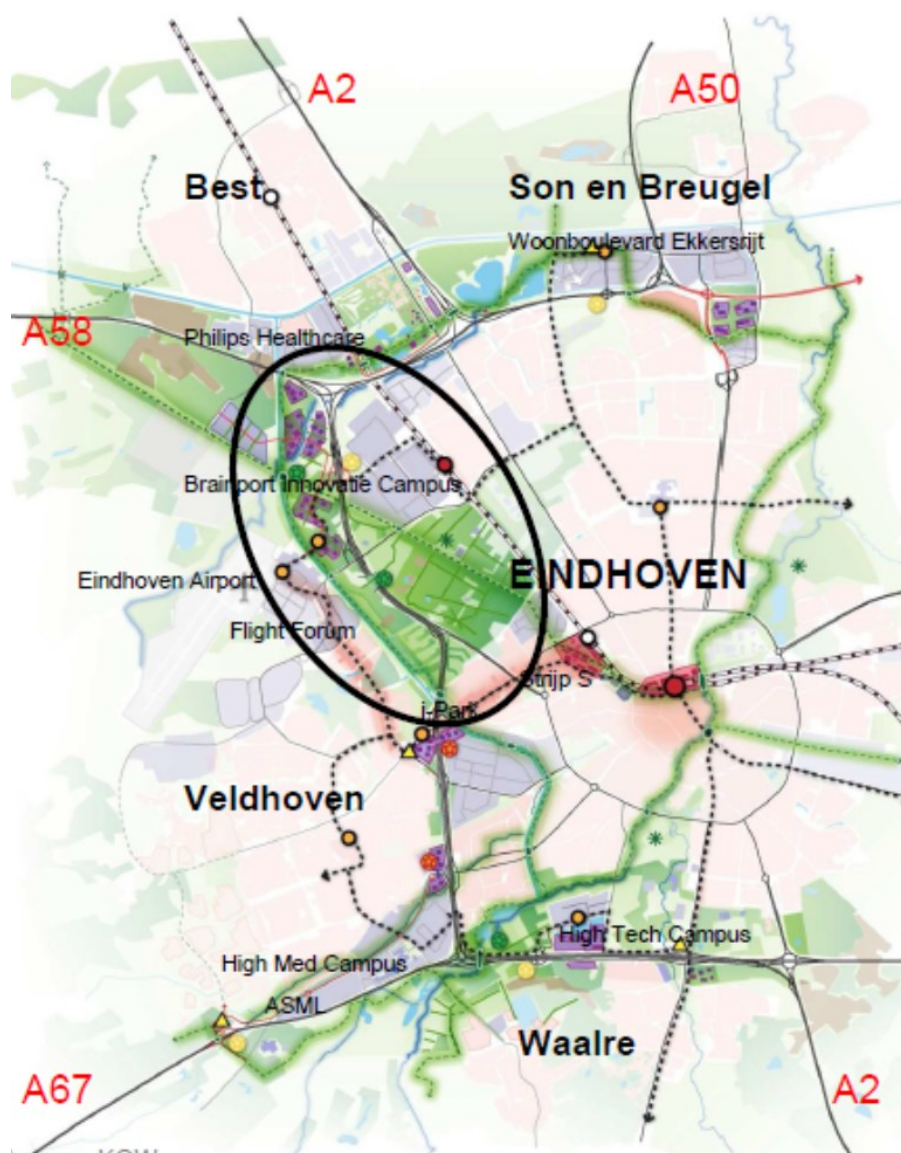 A2
A50
Best
Son en Breugel
Woonboulevard Ekkersrijt
A58
Philips Healthcare
Brainport Innovatie Campus
EINDHOVEN
Eindhoven Airport
Flight Forum
Strijp S
i-Park
Veldhoven
High Tech Campus
High Med Campus
ASML
Waalre
A67
A2